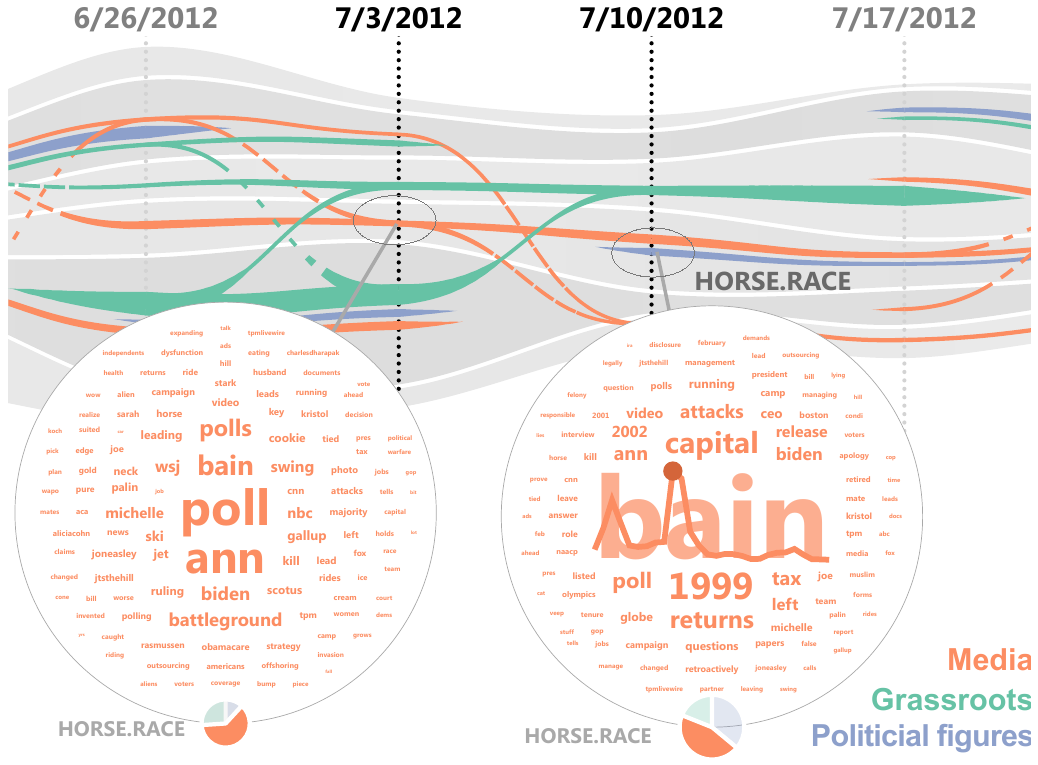 6/26/2012 7/3/2012 7/10/2012 7/17/2012
HORSE.RACE
talk
expanding tpmlivewire
ads
independents dysfunction eating charlesdharapak
hill
health returns ride husband documents
stark vote
wow alien campaign leads running ahead
video
realize sarah horse key kristol decision
koch suited polls
leading cookie tied pres political
pick edge joe tax warfare
plan gold neck wsj bain swing photo jobs gop
wapo pure palin job cnn attacks tells
mates aca michelle poll nbc majority capital
aliciacohn news ski gallup left holds
claims joneasley jet ann kill lead fox race
team
changed jtsthehill rides ice
cone bill worse ruling biden scotus cream court
invented polling battleground tpm women dems
caught camp grows
riding rasmussen obamacare strategy invasion
outsourcing americans offshoring
aliens voters coverage bump piece
HORSE.RACE
demands
disclosure february
lead outsourcing
legally jtsthehill management
president bill lying
question polls running
felony camp managing hill
responsible 2001 video attacks ceo boston condi
interview 2002 capital release voters
horse kill ann biden apology cop
prove cnn retired time
tied leave mate leads
ads answer bain kristol docs
feb role tpm abc
ahead naacp media fox
pres listed poll 1999 tax joe muslim
olympics forms
veep tenure globe returns left team palin rides
stuff gop michelle report
tells jobs campaign questions papers false gallup
manage changed retroactively joneasley calls
tpmlivewire partner leaving swing
HORSE.RACE
Media
Grassroots
Politicial figures